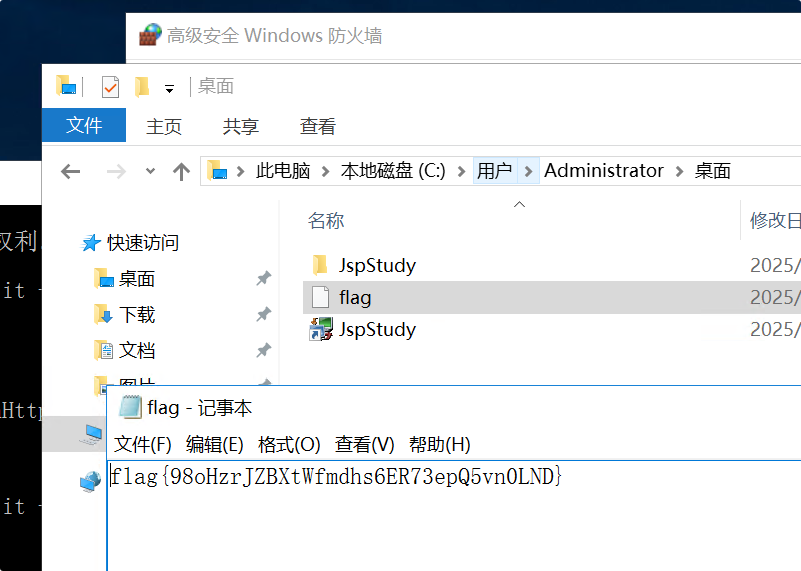 高级安全 Windows 防火墙
桌面
文件 主页 共享 查看
此电脑 本地磁盘 (C:) 用户 Administrator 桌面
名称 修改日
快速访问
桌面
下载
文档
图片
JspStudy 2025/
flag 2025/
JspStudy 2025/
权利
it
Http
it
flag - 记事本
文件(F) 编辑(E) 格式(O) 查看(V) 帮助(H)
flag{98oHzrJZBXtWfmdhs6ER73epQ5vn0LND}